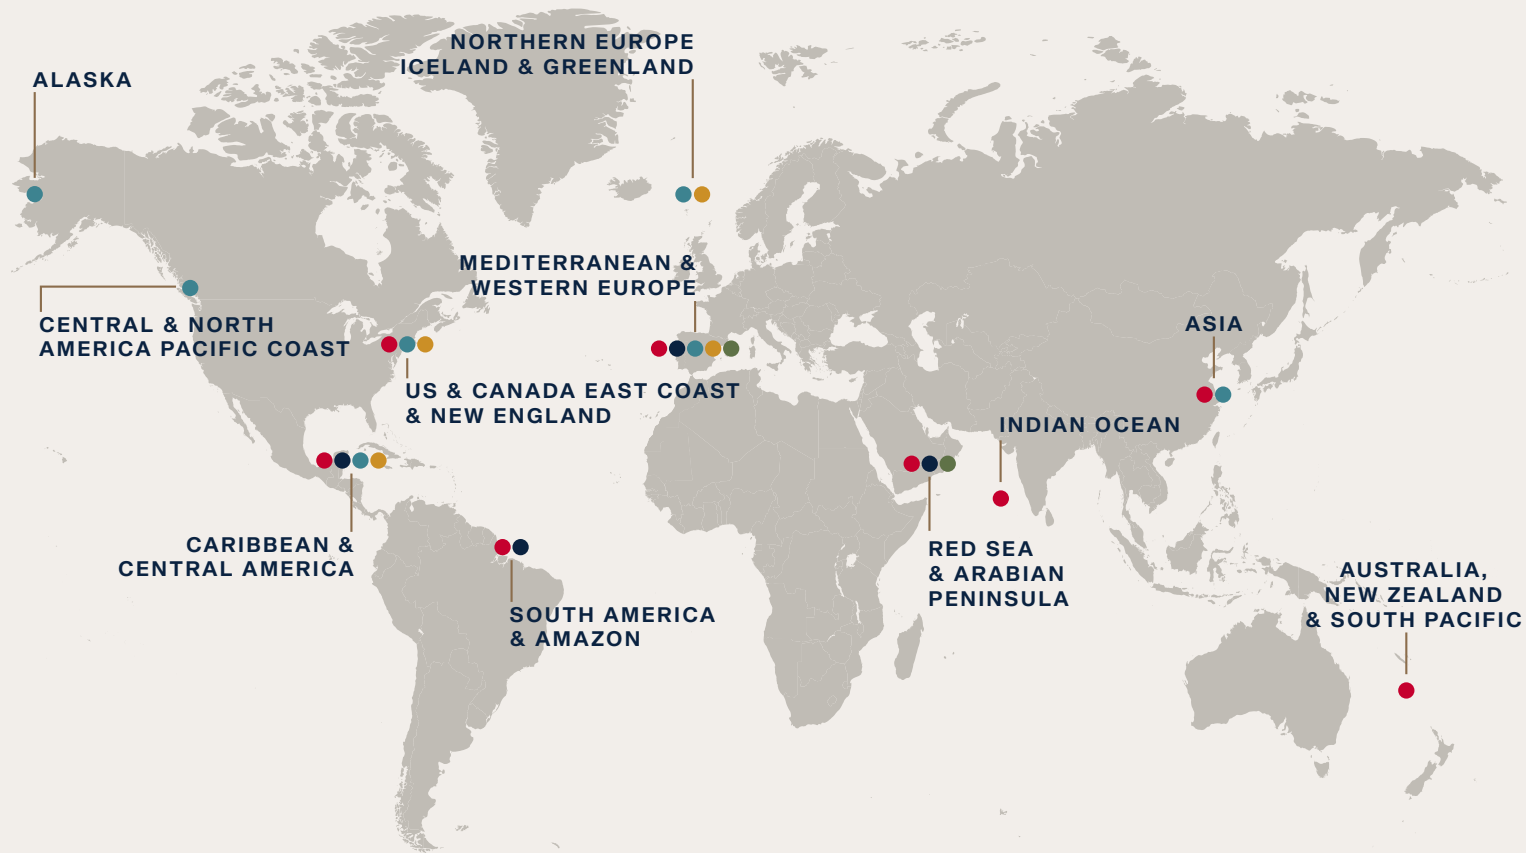 NORTHERN EUROPE
ICELAND & GREENLAND
ALASKA
MEDITERRANEAN &
WESTERN EUROPE
CENTRAL & NORTH
AMERICA PACIFIC COAST
ASIA
US & CANADA EAST COAST
& NEW ENGLAND
INDIAN OCEAN
CARIBBEAN &
CENTRAL AMERICA
RED SEA
& ARABIAN
PENINSULA
AUSTRALIA,
NEW ZEALAND
& SOUTH PACIFIC
SOUTH AMERICA
& AMAZON